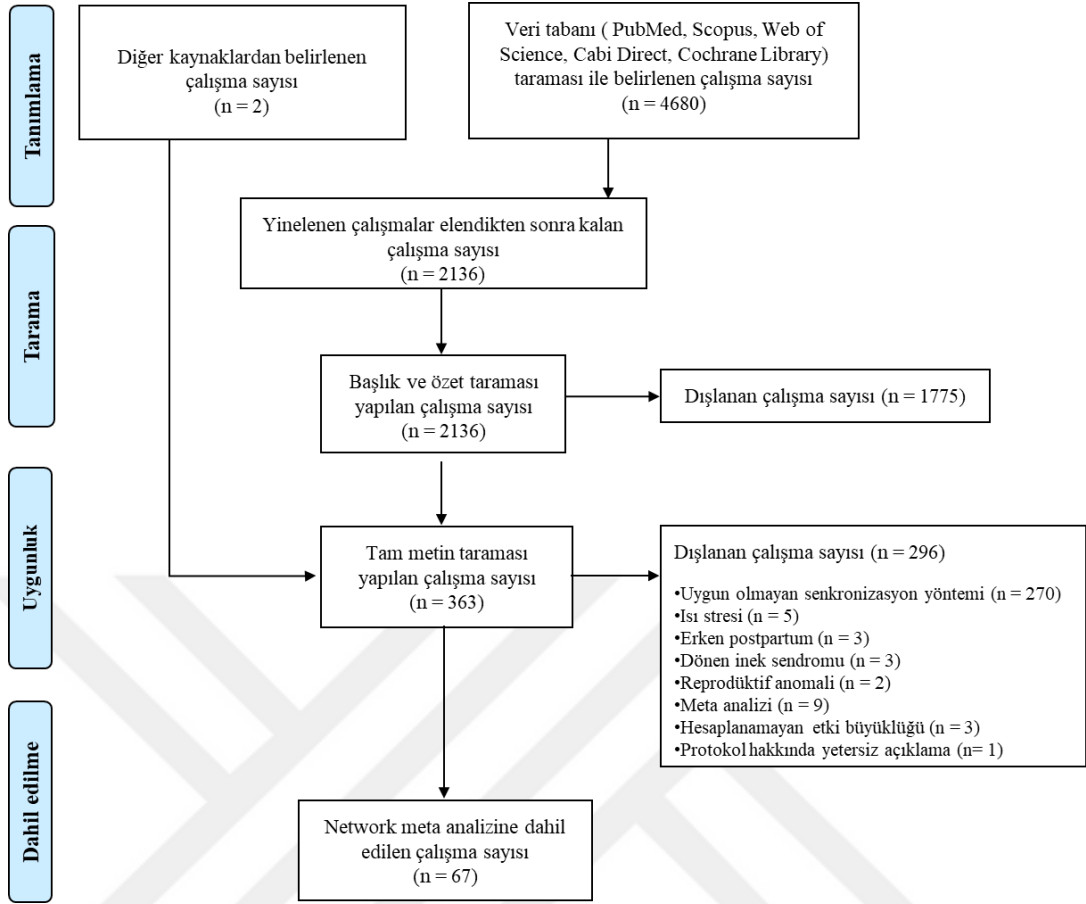 Tanımlama
Diğer kaynaklardan belirlenen
çalışma sayısı
(n = 2)
Veri tabanı ( PubMed, Scopus, Web of
Science, Cabi Direct, Cochrane Library)
taraması ile belirlenen çalışma sayısı
(n = 4680)
Tarama
Yinelenen çalışmalar elendikten sonra kalan
çalışma sayısı
(n = 2136)
Başlık ve özet taraması
yapılan çalışma sayısı
(n = 2136)
Dışlanan çalışma sayısı (n = 1775)
Uygunluk
Tam metin taraması
yapılan çalışma sayısı
(n = 363)
Dışlanan çalışma sayısı (n = 296)
•Uygun olmayan senkronizasyon yöntemi (n = 270)
•Isı stresi (n = 5)
•Erken postpartum (n = 3)
•Dönen inek sendromu (n = 3)
•Reprodüktif anomali (n = 2)
•Meta analizi (n = 9)
•Hesaplanamayan etki büyüklüğü (n = 3)
•Protokol hakkında yetersiz açıklama (n= 1)
Dahil edilme
Network meta analizine dahil
edilen çalışma sayısı
(n = 67)